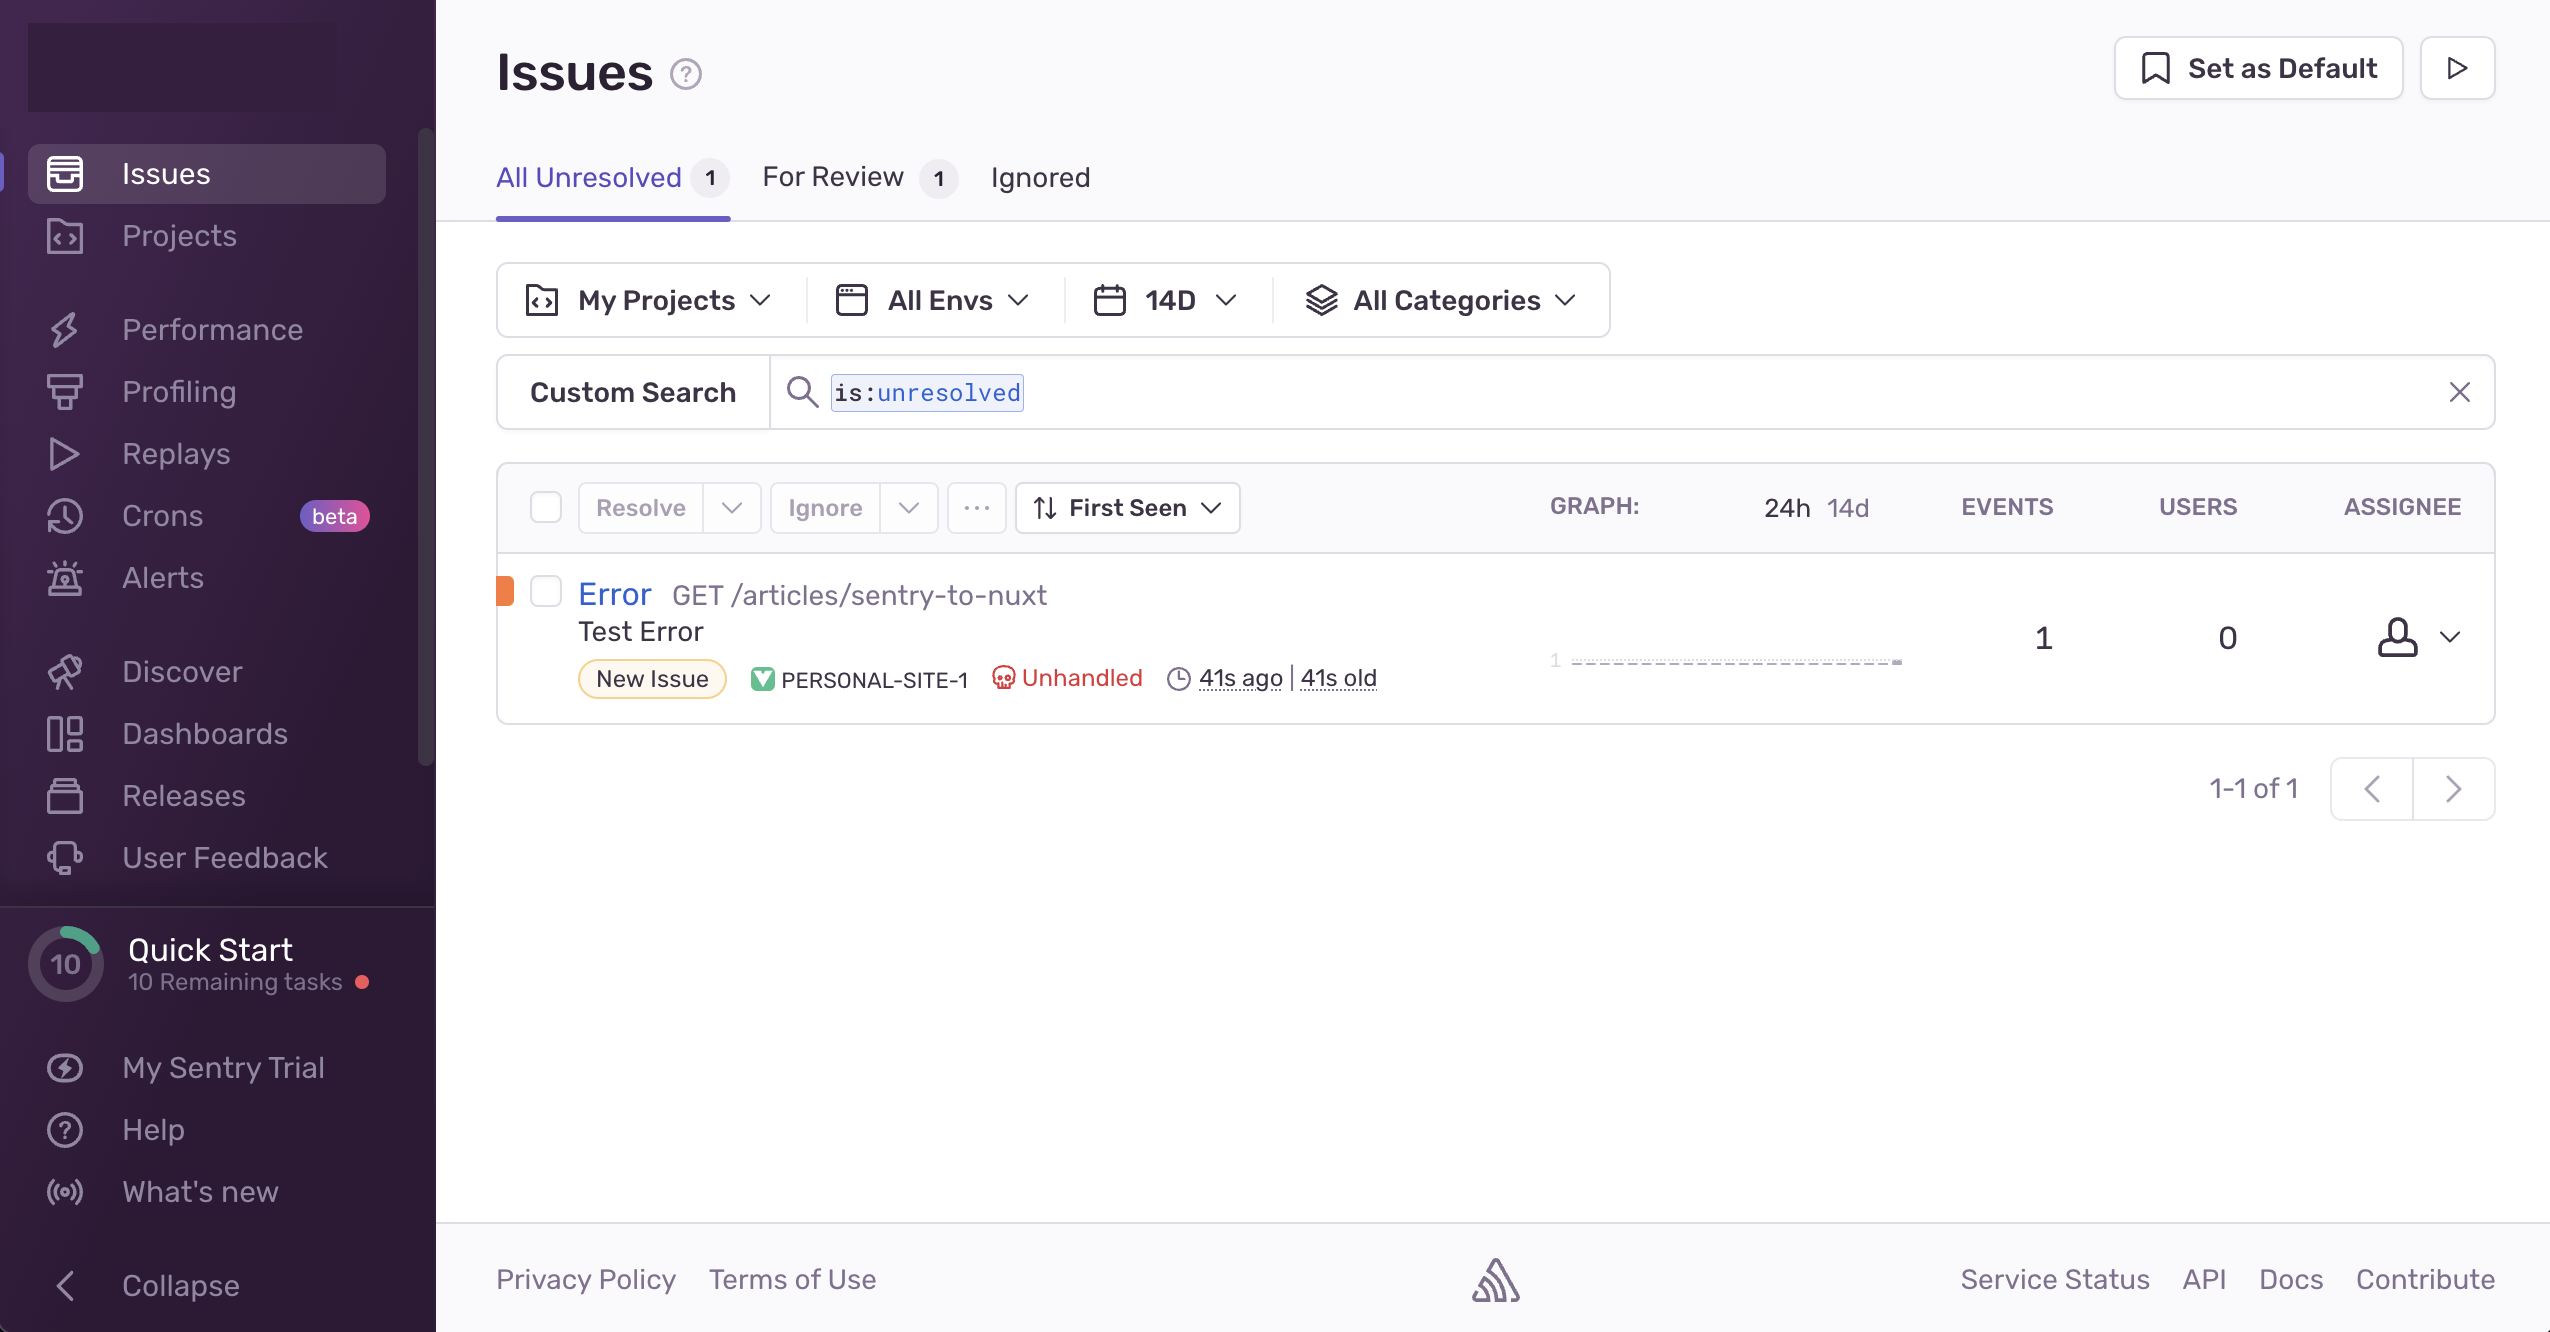 Issues
Projects
Performance
Profiling
Replays
Crons beta
Alerts
Discover
Dashboards
Releases
User Feedback
10
Quick Start
10 Remaining tasks
My Sentry Trial
Help
What's new
Collapse
Issues ?
Set as Default
All Unresolved 1 For Review 1 Ignored
My Projects All Envs 14D All Categories
Custom Search is:unresolved
Resolve Ignore ... First Seen GRAPH: 24h 14d EVENTS USERS ASSIGNEE
Error GET /articles/sentry-to-nuxt
Test Error
New Issue PERSONAL-SITE-1 Unhandled 41s ago | 41s old
1 1 0
1-1 of 1
Privacy Policy Terms of Use Service Status API Docs Contribute